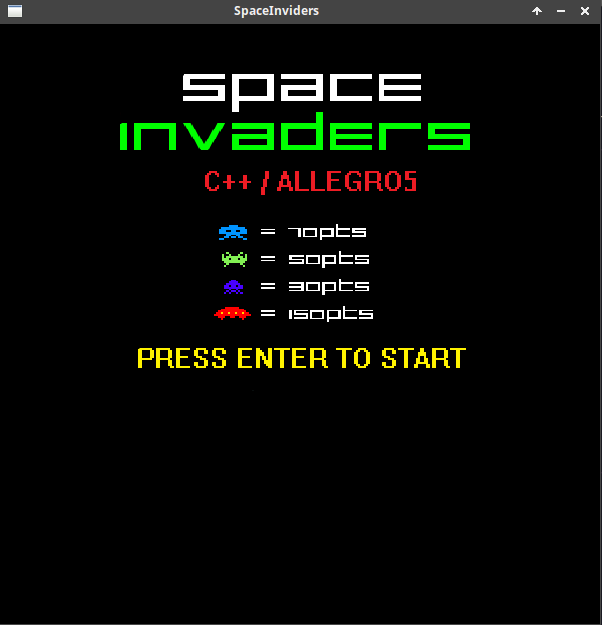 SpaceInviders
space
invaders
C++ / ALLEGRO5
= 70pts
= 50pts
= 30pts
= 150pts
PRESS ENTER TO START